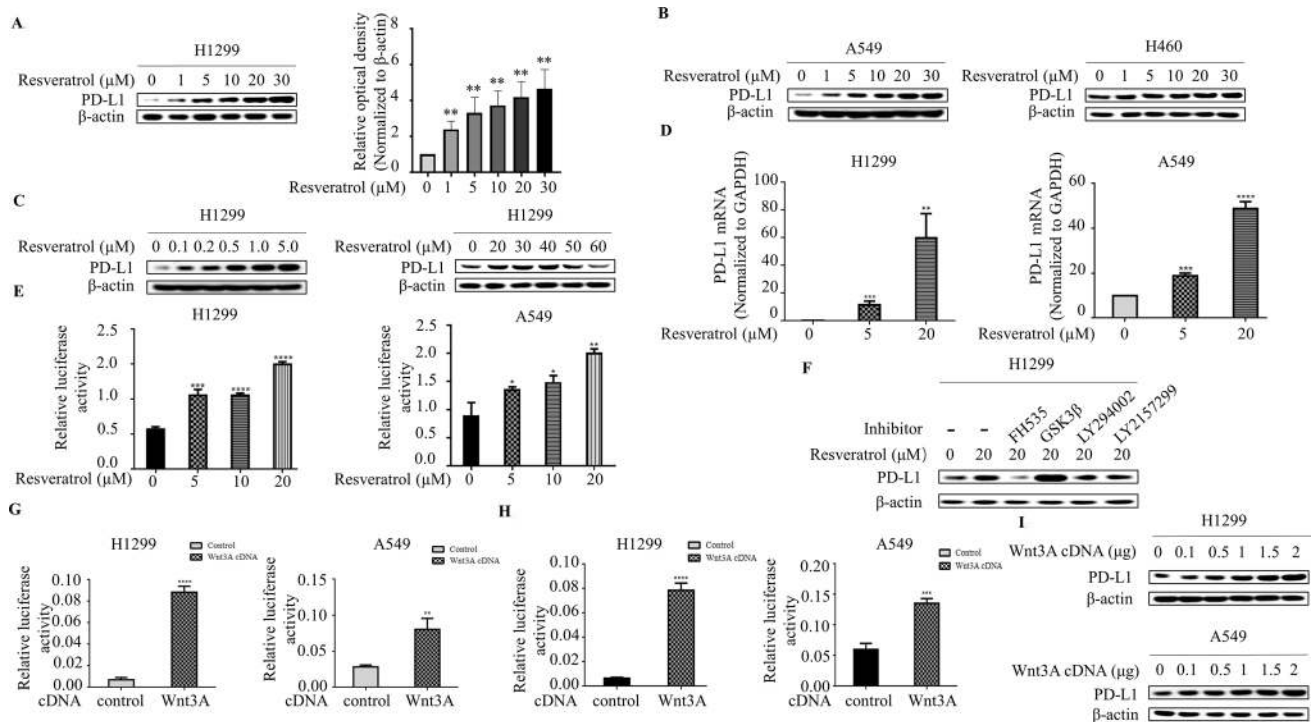 A
H1299
Resveratrol (µM) 0 1 5 10 20 30
PD-L1
β-actin
Relative optical density
(Normalized to β-actin)
8
6
4
2
0
** ** ** ** **
0 1 5 10 20 30
Resveratrol (µM)
B
A549
Resveratrol (µM) 0 1 5 10 20 30
PD-L1
β-actin
H460
Resveratrol (µM) 0 1 5 10 20 30
PD-L1
β-actin
C
H1299
Resveratrol (µM) 0 0.1 0.2 0.5 1.0 5.0
PD-L1
β-actin
H1299
Resveratrol (µM) 0 20 30 40 50 60
PD-L1
β-actin
D
H1299
PD-L1 mRNA
(Normalized to GAPDH)
100
80
60
40
20
0
*** **
Resveratrol (µM) 0 5 20
A549
PD-L1 mRNA
(Normalized to GAPDH)
60
40
20
0
*** ****
Resveratrol (µM) 0 5 20
E
H1299
Relative luciferase
activity
2.5
2.0
1.5
1.0
0.5
0.0
*** **** ****
Resveratrol (µM) 0 5 10 20
A549
Relative luciferase
activity
2.5
2.0
1.5
1.0
0.5
0.0
* * **
Resveratrol (µM) 0 5 10 20
F
H1299
Inhibitor – – FH535 GSK3β LY294002 LY2157299
Resveratrol (µM) 0 20 20 20 20 20
PD-L1
β-actin
G
H1299
Control
Wnt3A cDNA
Relative luciferase
activity
0.10
0.08
0.06
0.04
0.02
0.00
****
cDNA control Wnt3A
A549
Control
Wnt3A cDNA
Relative luciferase
activity
0.15
0.10
0.05
0.00
**
cDNA control Wnt3A
H
H1299
Control
Wnt3A cDNA
Relative luciferase
activity
0.10
0.08
0.06
0.04
0.02
0.00
****
cDNA control Wnt3A
A549
Control
Wnt3A cDNA
Relative luciferase
activity
0.20
0.15
0.10
0.05
0.00
***
cDNA control Wnt3A
I
H1299
Wnt3A cDNA (µg) 0 0.1 0.5 1 1.5 2
PD-L1
β-actin
A549
Wnt3A cDNA (µg) 0 0.1 0.5 1 1.5 2
PD-L1
β-actin